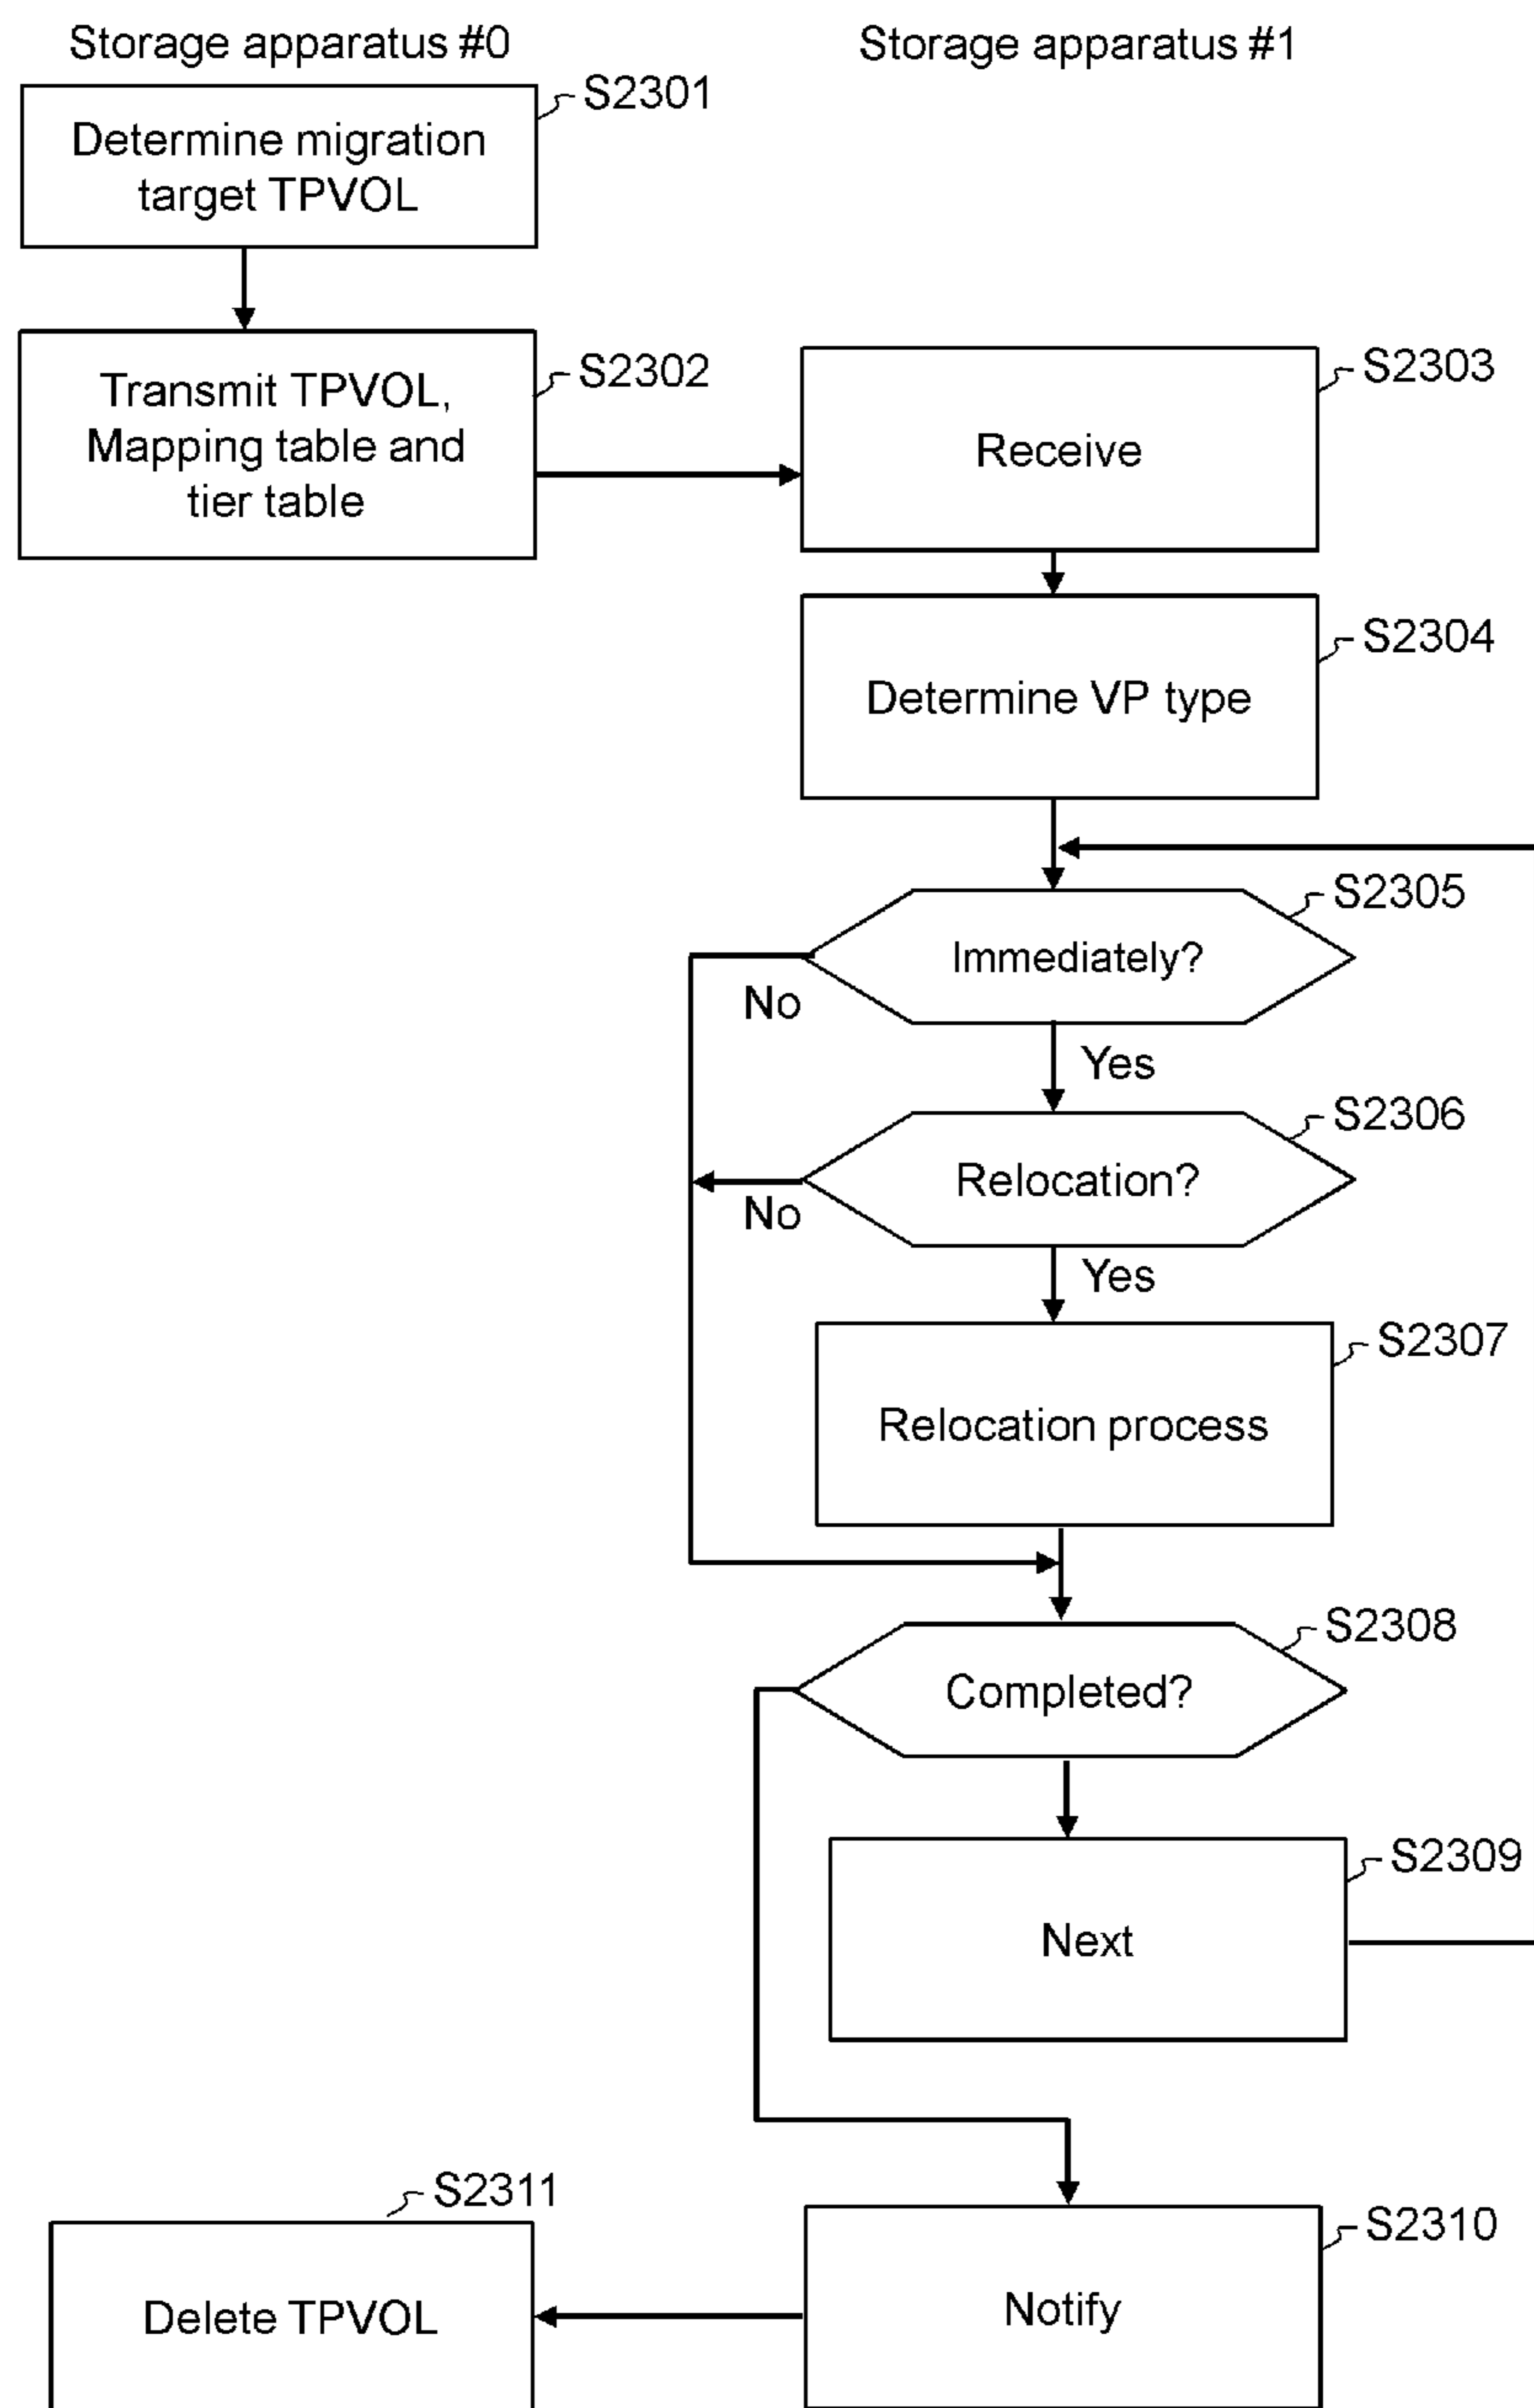 Storage apparatus #0
Storage apparatus #1
S2301
Determine migration
target TPVOL
S2302
Transmit TPVOL,
Mapping table and
tier table
S2303
Receive
S2304
Determine VP type
S2305
Immediately?
No
Yes
S2306
Relocation?
No
Yes
S2307
Relocation process
S2308
Completed?
S2309
Next
S2310
Notify
S2311
Delete TPVOL